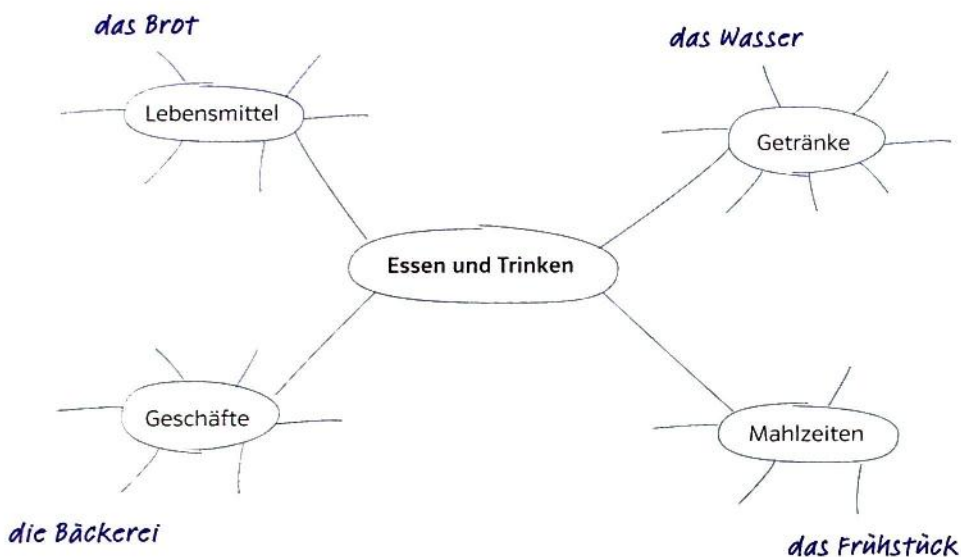 das Brot
das Wasser
Lebensmittel
Getränke
Essen und Trinken
Geschäfte
Mahlzeiten
die Bäckerei
das Frühstück